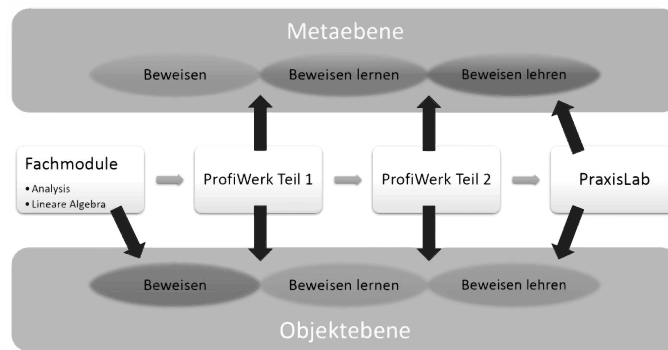 Metaebene
Beweisen Beweisen lernen Beweisen lehren
Fachmodule
• Analysis
• Lineare Algebra
ProfiWerk Teil 1
ProfiWerk Teil 2
PraxisLab
Beweisen Beweisen lernen Beweisen lehren
Objektebene